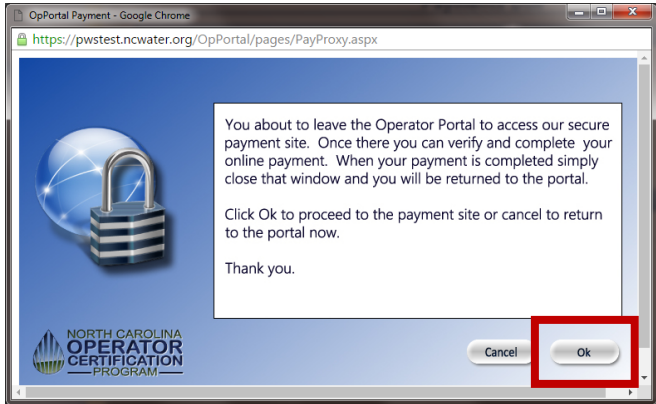 OpPortal Payment - Google Chrome
https://pwstest.ncwater.org/OpPortal/pages/PayProxy.aspx
You about to leave the Operator Portal to access our secure
payment site. Once there you can verify and complete your
online payment. When your payment is completed simply
close that window and you will be returned to the portal.
Click Ok to proceed to the payment site or cancel to return
to the portal now.
Thank you.
NORTH CAROLINA
OPERATOR
CERTIFICATION
PROGRAM
Cancel
Ok